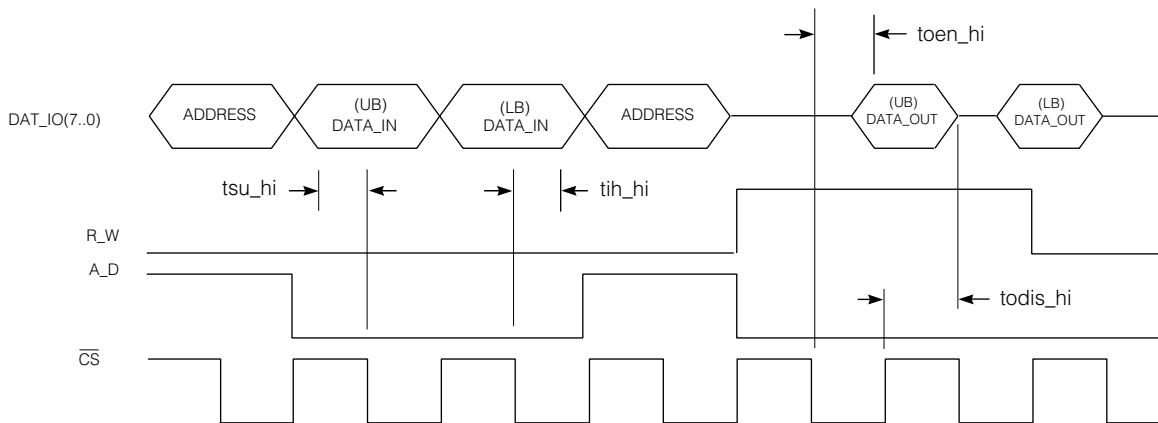 toen_hi
DAT_IO(7..0)
ADDRESS
(UB)
DATA_IN
(LB)
DATA_IN
ADDRESS
(UB)
DATA_OUT
(LB)
DATA_OUT
tsu_hi
tih_hi
R_W
A_D
todis_hi
CS